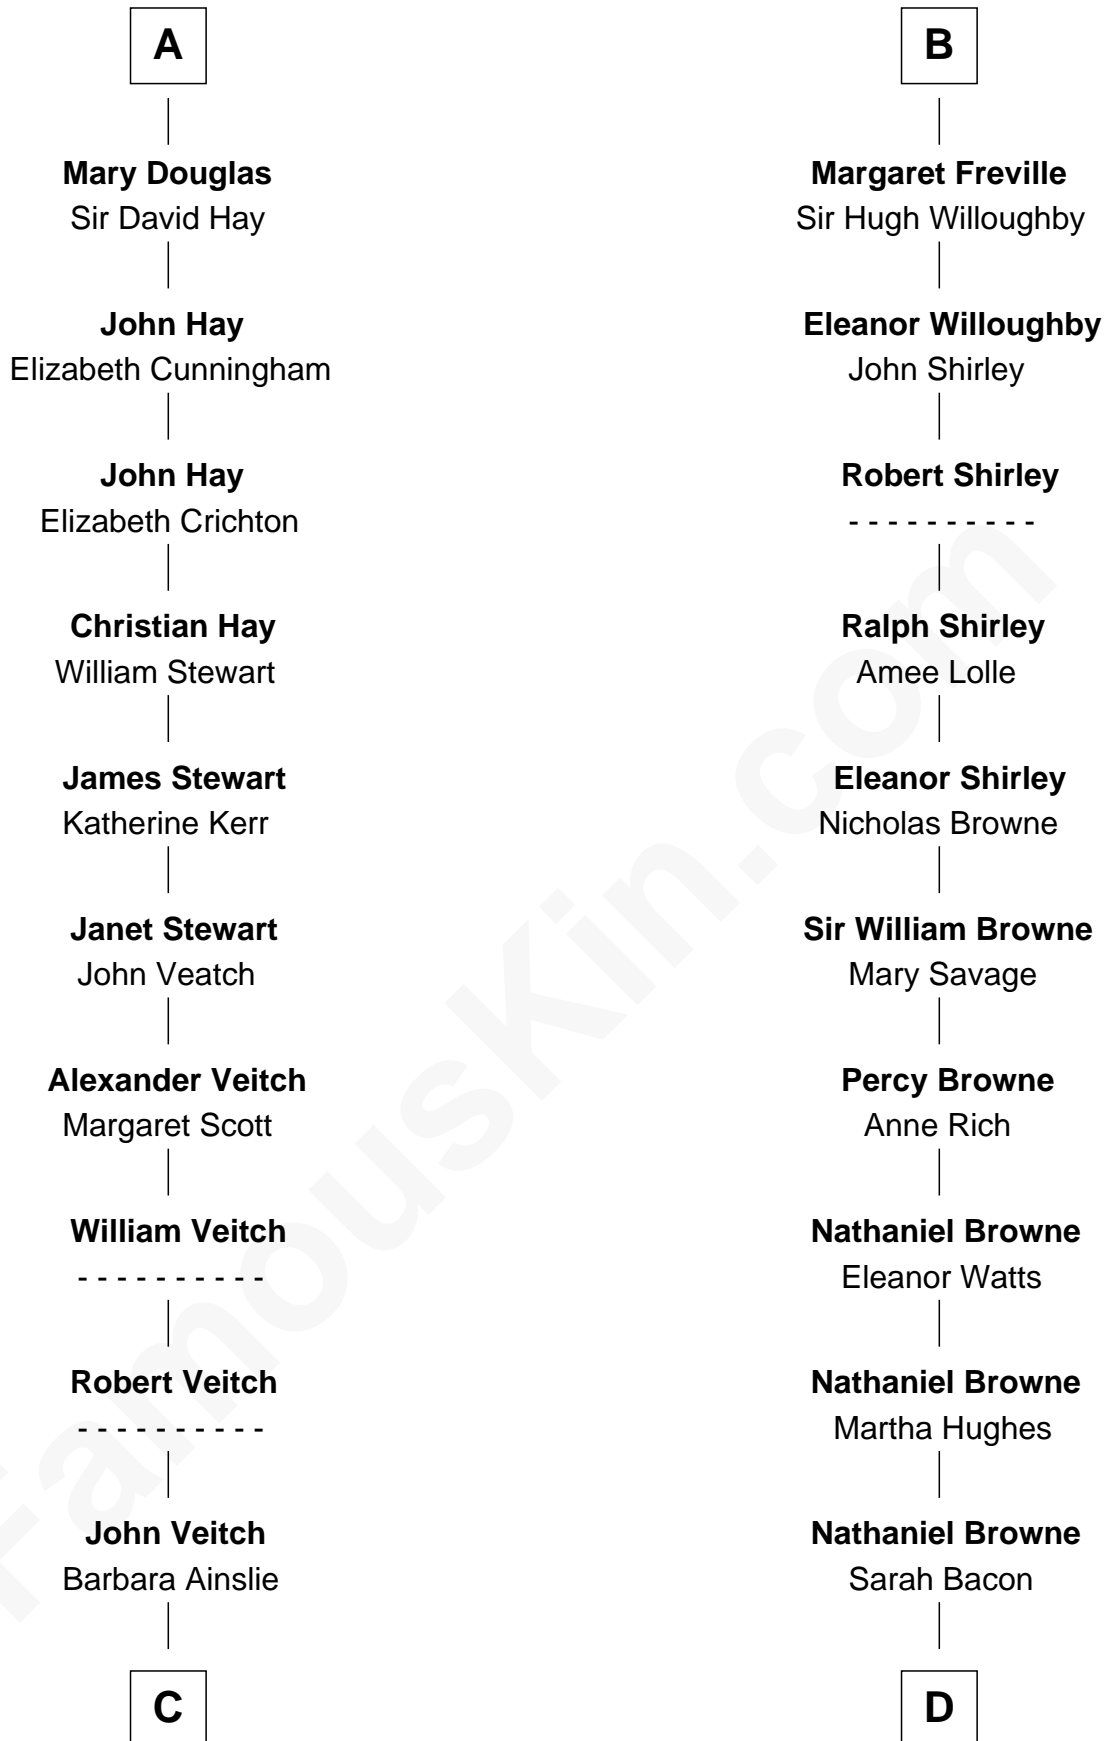 A
Mary Douglas
Sir David Hay
John Hay
Elizabeth Cunningham
John Hay
Elizabeth Crichton
Christian Hay
William Stewart
James Stewart
Katherine Kerr
Janet Stewart
John Veatch
Alexander Veitch
Margaret Scott
William Veitch
- - - - - - - - - -
Robert Veitch
- - - - - - - - - -
John Veitch
Barbara Ainslie
C
B
Margaret Freville
Sir Hugh Willoughby
Eleanor Willoughby
John Shirley
Robert Shirley
- - - - - - - - - -
Ralph Shirley
Amee Lolle
Eleanor Shirley
Nicholas Browne
Sir William Browne
Mary Savage
Percy Browne
Anne Rich
Nathaniel Browne
Eleanor Watts
Nathaniel Browne
Martha Hughes
Nathaniel Browne
Sarah Bacon
D
FamousKin.com